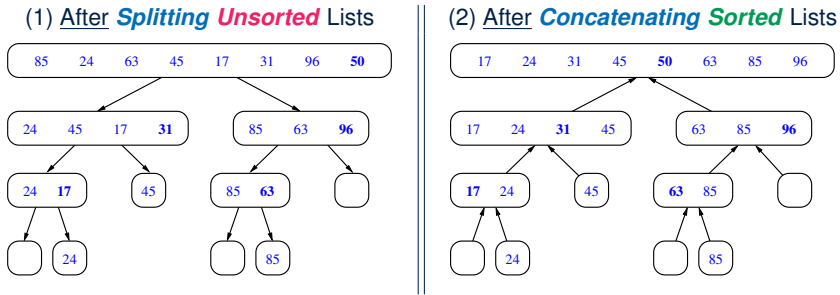 (1) After Splitting Unsorted Lists
85 24 63 45 17 31 96 50
24 45 17 31
85 63 96
24 17
45
85 63
24
85
(2) After Concatenating Sorted Lists
17 24 31 45 50 63 85 96
17 24 31 45
63 85 96
17 24
45
63 85
24
85